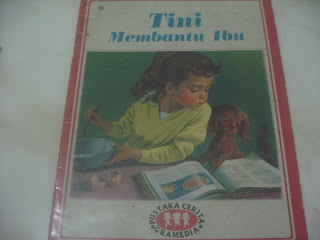 Tini
Membantu Ibu
PUSTAKA CERITA
GRAMEDIA